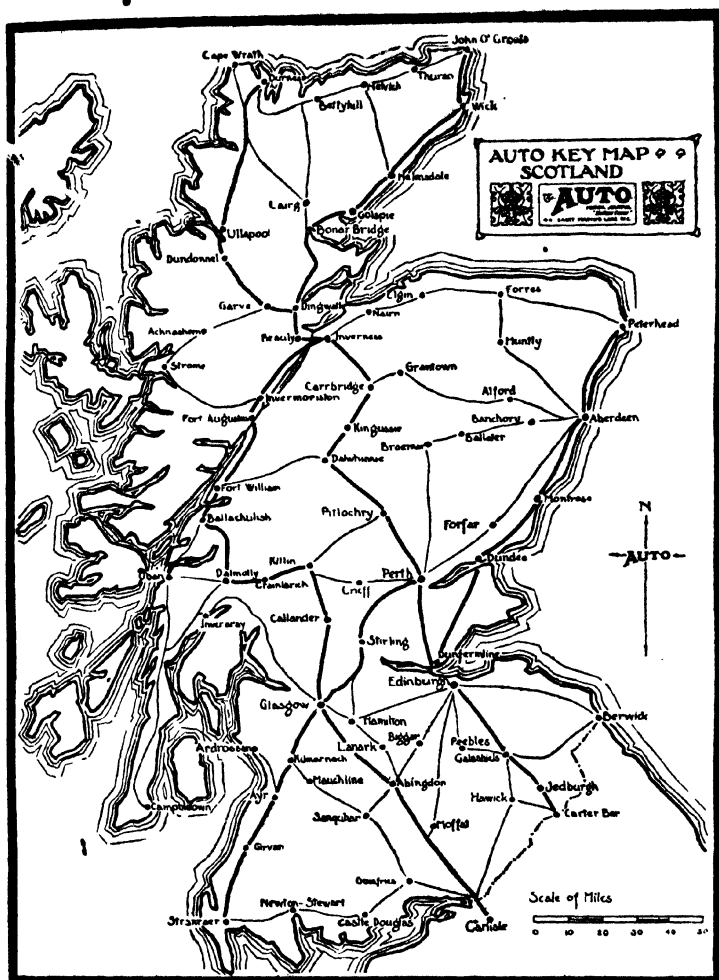 John O' Groats
Cape Wrath
Thurso
Durness
Melvich
Bettyhill
Wick
AUTO KEY MAP
SCOTLAND
The AUTO
Helmsdale
Lairg
Golspie
Bonar Bridge
Ullapool
Dundonnel
Elgin
Forres
Garve
Dingwall
Nairn
Peterhead
Achnasheen
Beauly
Inverness
Huntly
Strome
Grantown
Carrbridge
Alford
Invermoriston
Fort Augustus
Banchory
Aberdeen
Kingussie
Braemar
Ballater
Dalwhinnie
Fort William
Montrose
Pitlochry
Ballachulish
Forfar
N
AUTO
Dundee
Killin
Oban
Dalmally
Crainlarich
Crieff
Perth
Callander
Inveraray
Stirling
Dunfermline
Edinburgh
Glasgow
Hamilton
Berwick
Ardrossan
Lanark
Biggar
Peebles
Galashiels
Kilmarnock
Mauchline
Abingdon
Jedburgh
Ayr
Hawick
Campbeltown
Sanquhar
Moffat
Carter Bar
Girvan
Dumfries
Newton-Stewart
Stranraer
Castle Douglas
Carlisle
Scale of Miles
0 10 20 30 40 50